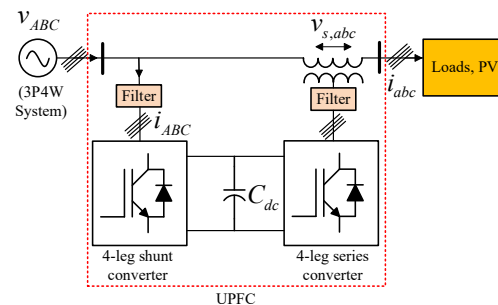 v_ABC
v_s,abc
(3P4W
System)
Filter
Filter
i_ABC
i_abc
Loads, PV
C_dc
4-leg shunt
converter
4-leg series
converter
UPFC